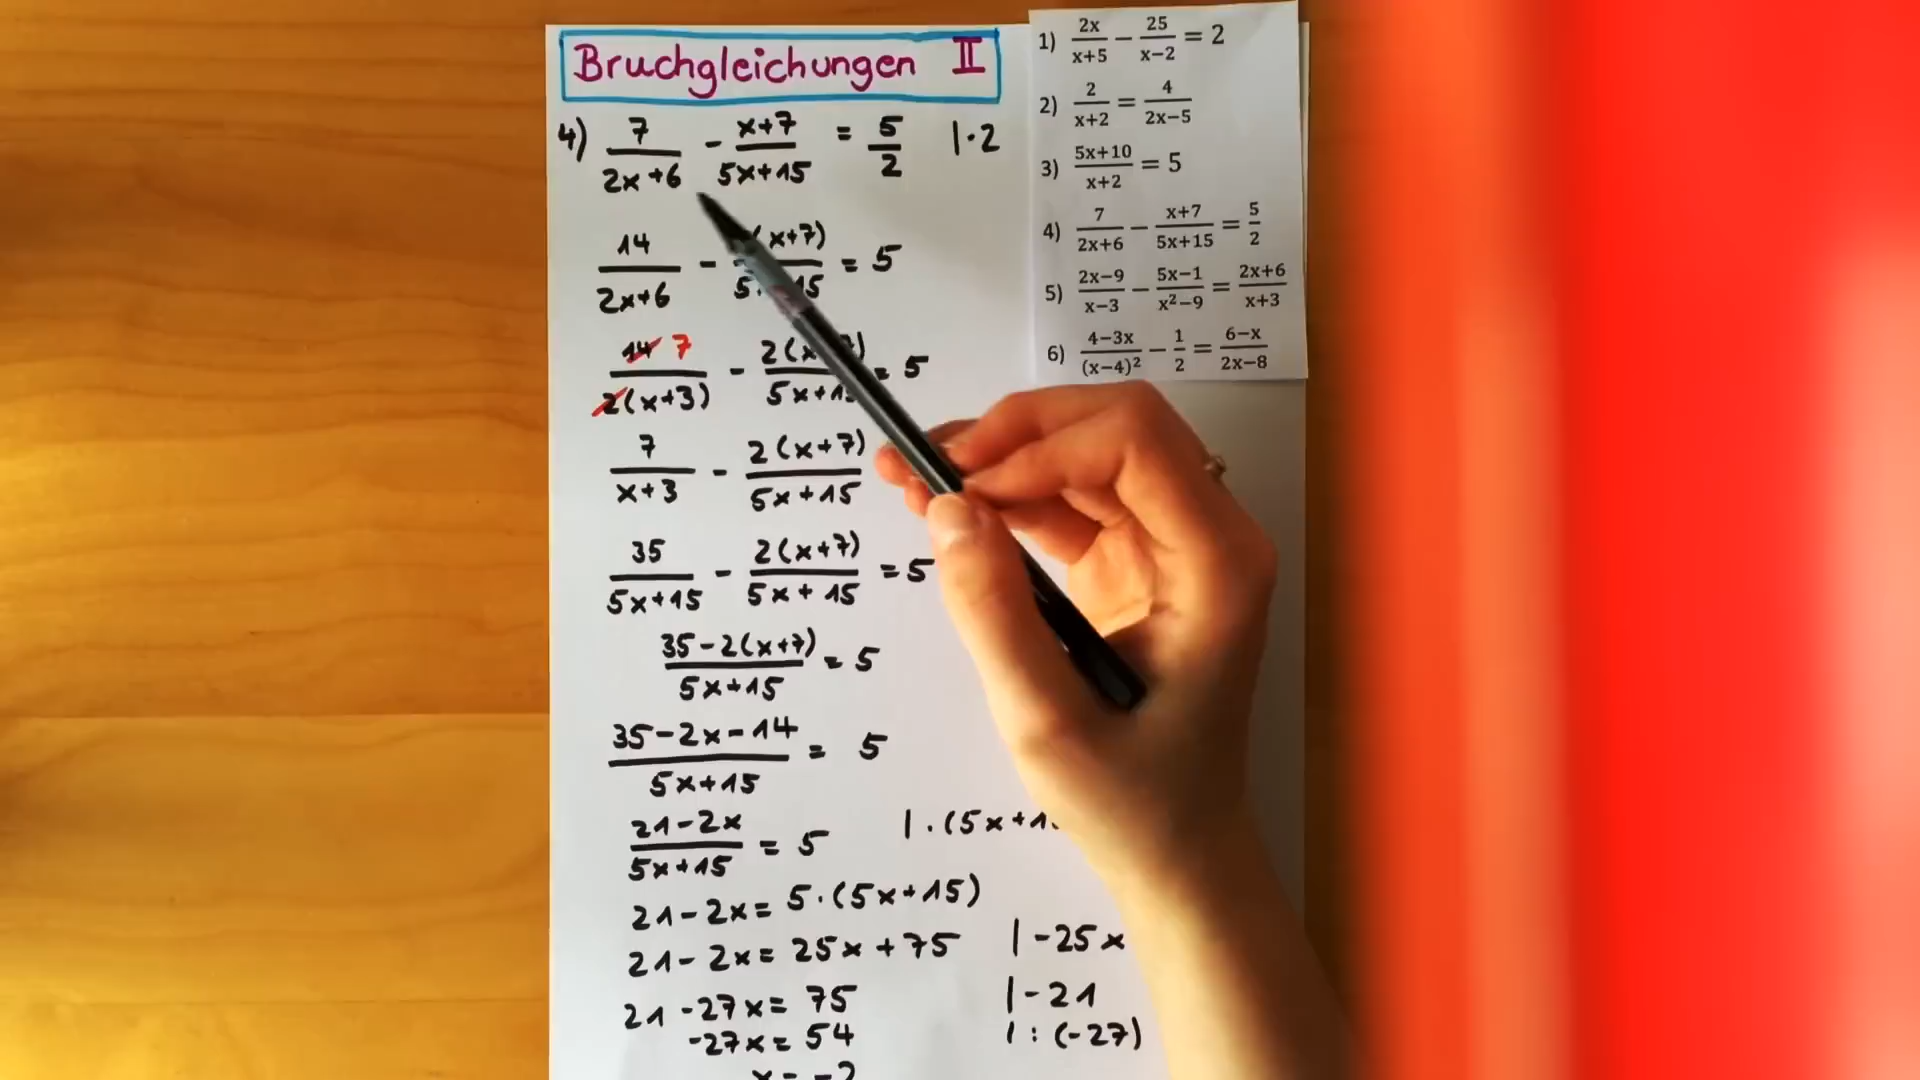 Bruchgleichungen II
4) 7/(2x+6) - (x+7)/(5x+15) = 5/2 |·2
14/(2x+6) - (x+7)/5 15 = 5
14 7/2(x+3) - 2(x )/(5x+1 = 5
7/(x+3) - 2(x+7)/(5x+15)
35/(5x+15) - 2(x+7)/(5x+15) = 5
(35-2(x+7))/(5x+15) = 5
(35-2x-14)/(5x+15) = 5
(21-2x)/(5x+15) = 5 |·(5x+1
21-2x = 5·(5x+15)
21-2x = 25x+75 |-25x
21-27x = 75 |-21
-27x = 54 |:(-27)
x = -2
1) 2x/(x+5) − 25/(x−2) = 2
2) 2/(x+2) = 4/(2x−5)
3) (5x+10)/(x+2) = 5
4) 7/(2x+6) − (x+7)/(5x+15) = 5/2
5) (2x−9)/(x−3) − (5x−1)/(x²−9) = (2x+6)/(x+3)
6) (4−3x)/(x−4)² − 1/2 = (6−x)/(2x−8)